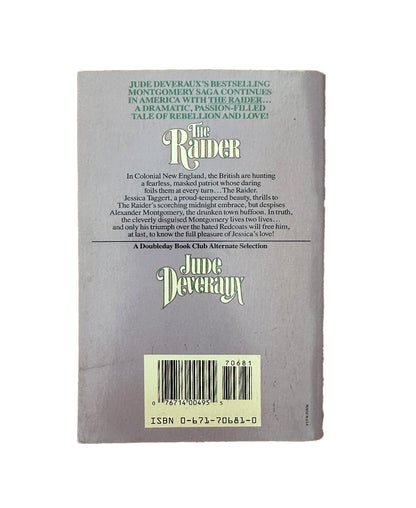 JUDE DEVERAUX'S BESTSELLING
MONTGOMERY SAGA CONTINUES
IN AMERICA WITH THE RAIDER...
A DRAMATIC, PASSION-FILLED
TALE OF REBELLION AND LOVE!
The
Raider
In Colonial New England, the British are hunting
a fearless, masked patriot whose daring
foils them at every turn... The Raider.
Jessica Taggert, a proud-tempered beauty, thrills to
The Raider's scorching midnight embrace, but despises
Alexander Montgomery, the drunken town buffoon. In truth,
the cleverly disguised Montgomery lives two lives...
and only his triumph over the hated Redcoats will free him,
at last, to know the full pleasure of Jessica's love!
A Doubleday Book Club Alternate Selection
Jude
Deveraux
70681
0 76714 00495 5
ISBN 0-671-70681-0